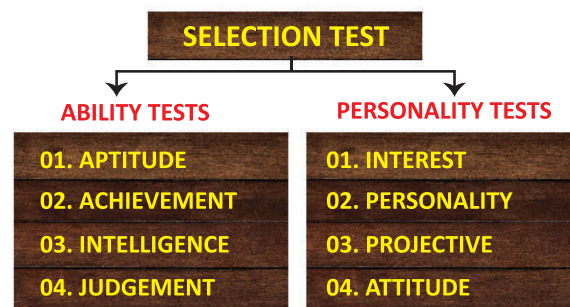 SELECTION TEST
ABILITY TESTS
01. APTITUDE
02. ACHIEVEMENT
03. INTELLIGENCE
04. JUDGEMENT
PERSONALITY TESTS
01. INTEREST
02. PERSONALITY
03. PROJECTIVE
04. ATTITUDE